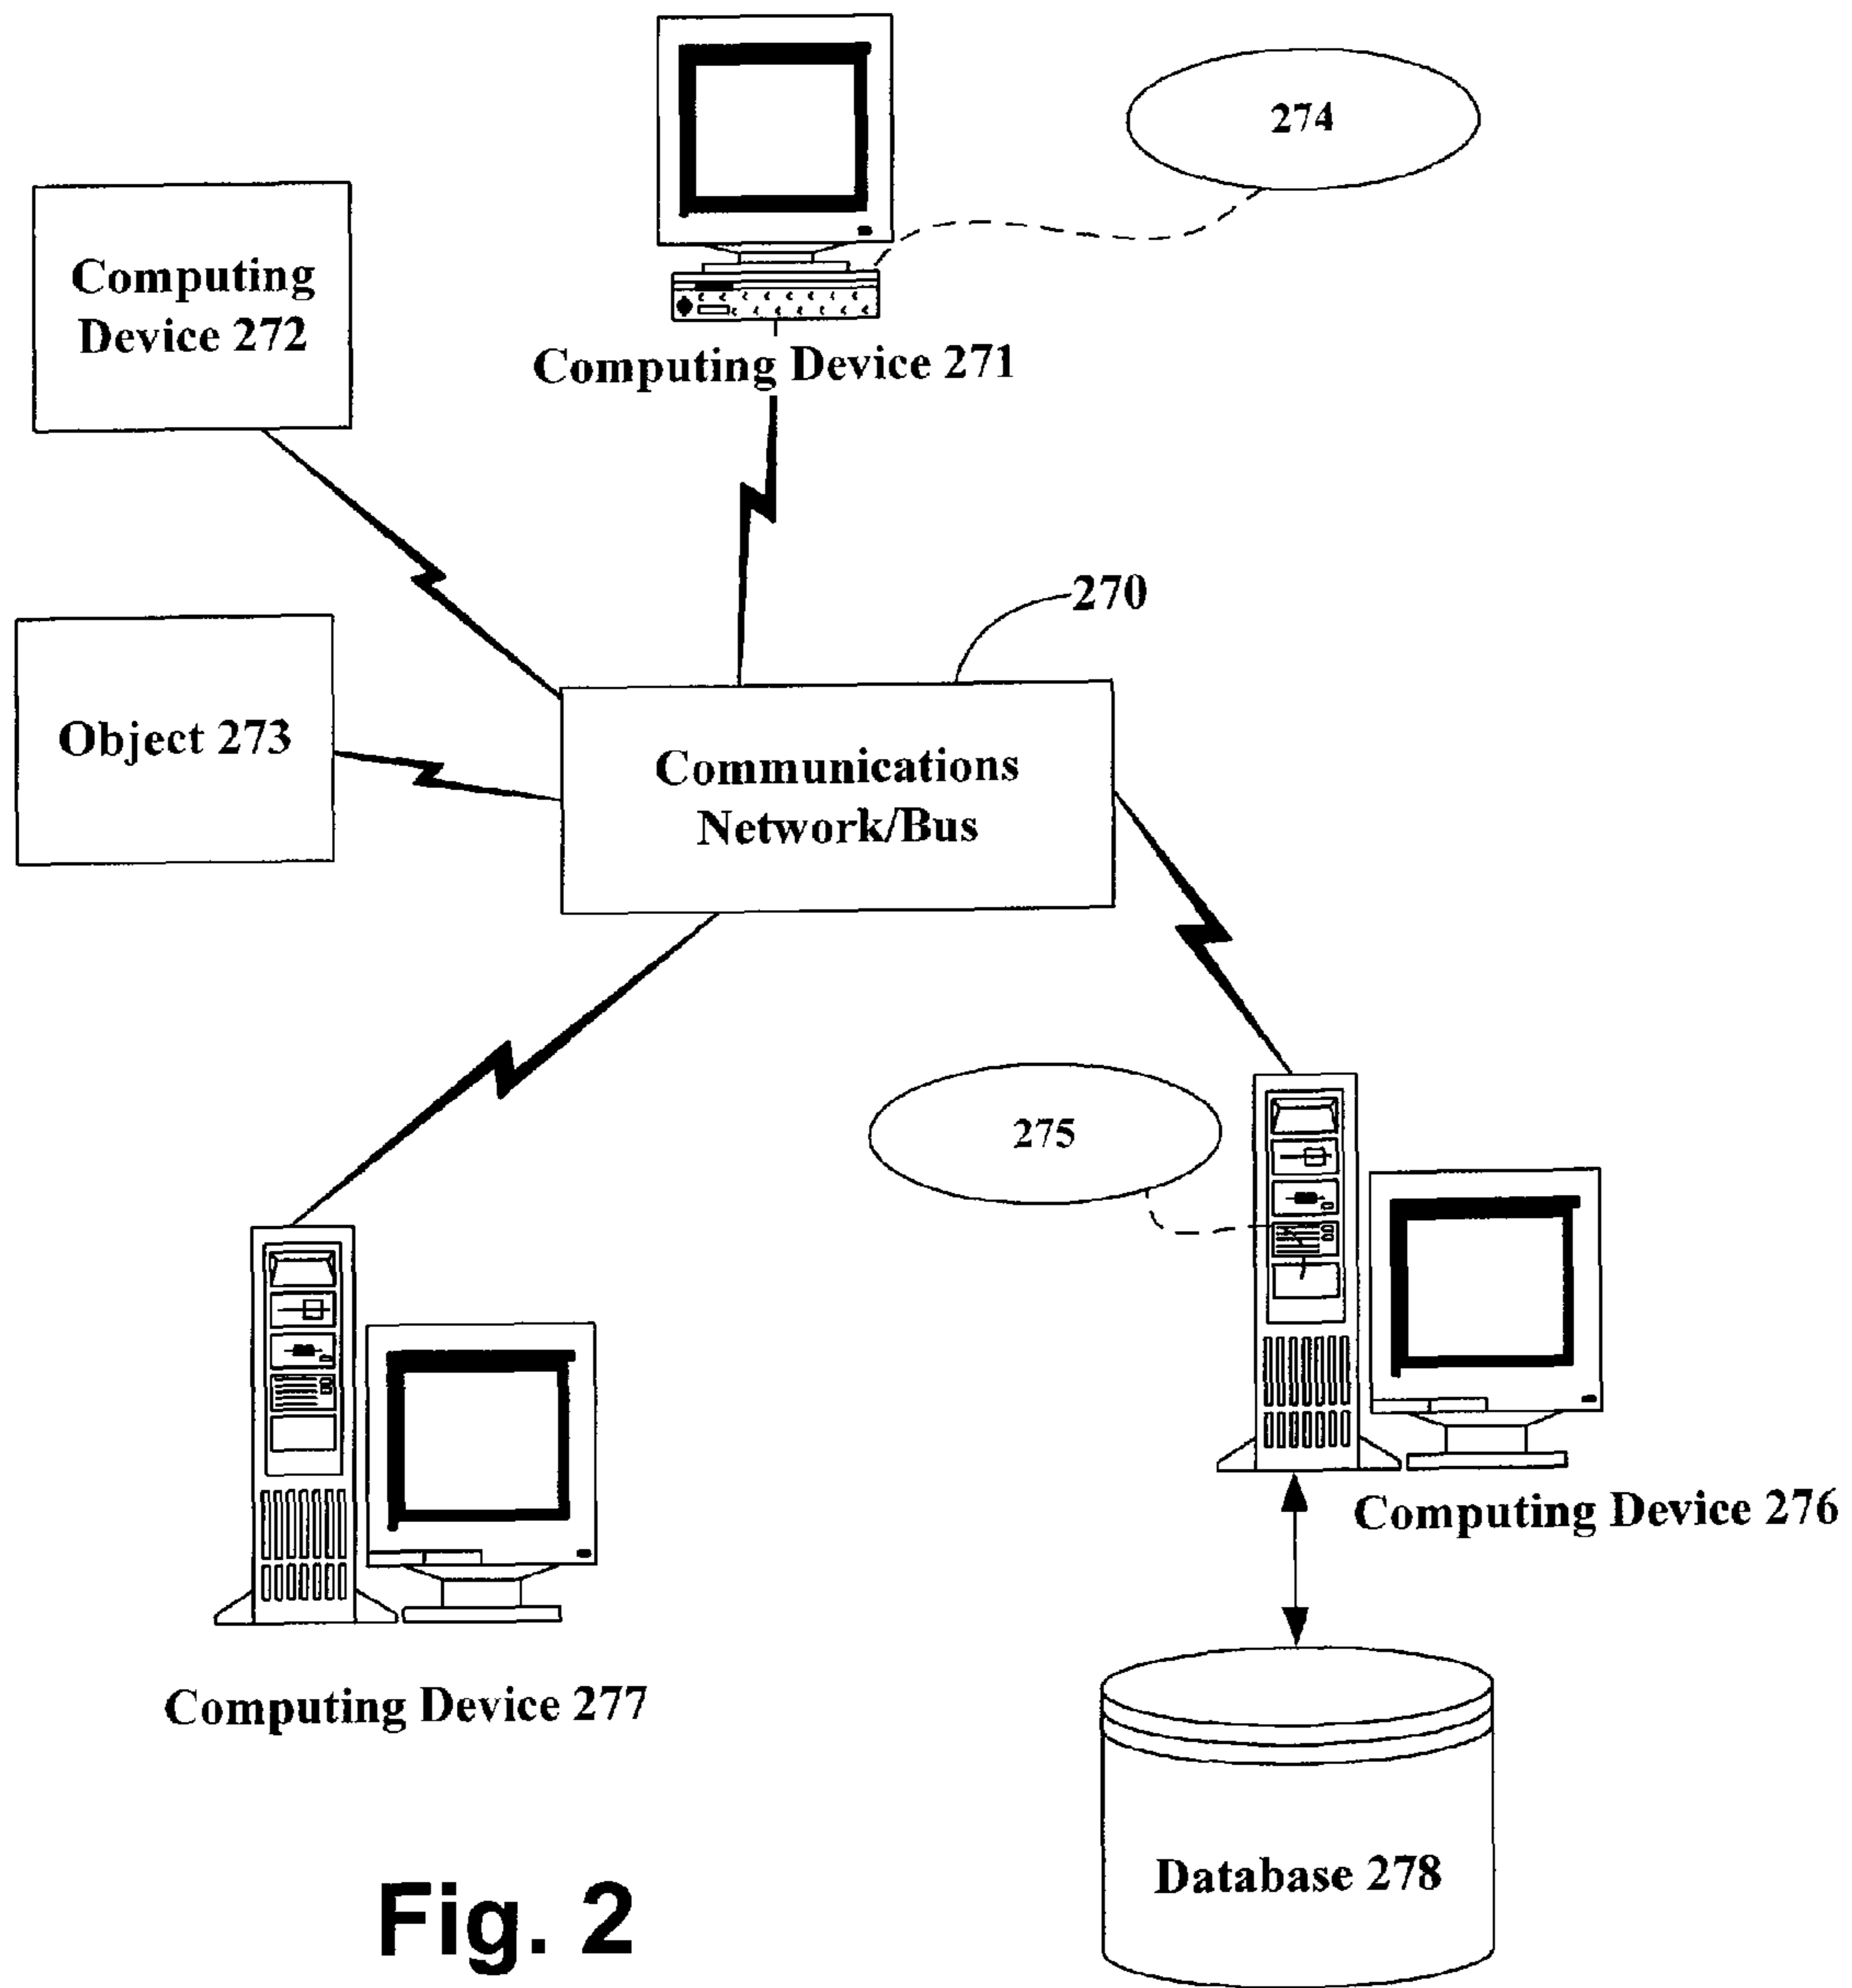 274
Computing
Device 272
Computing Device 271
270
Object 273
Communications
Network/Bus
275
Computing Device 276
Computing Device 277
Database 278
Fig. 2